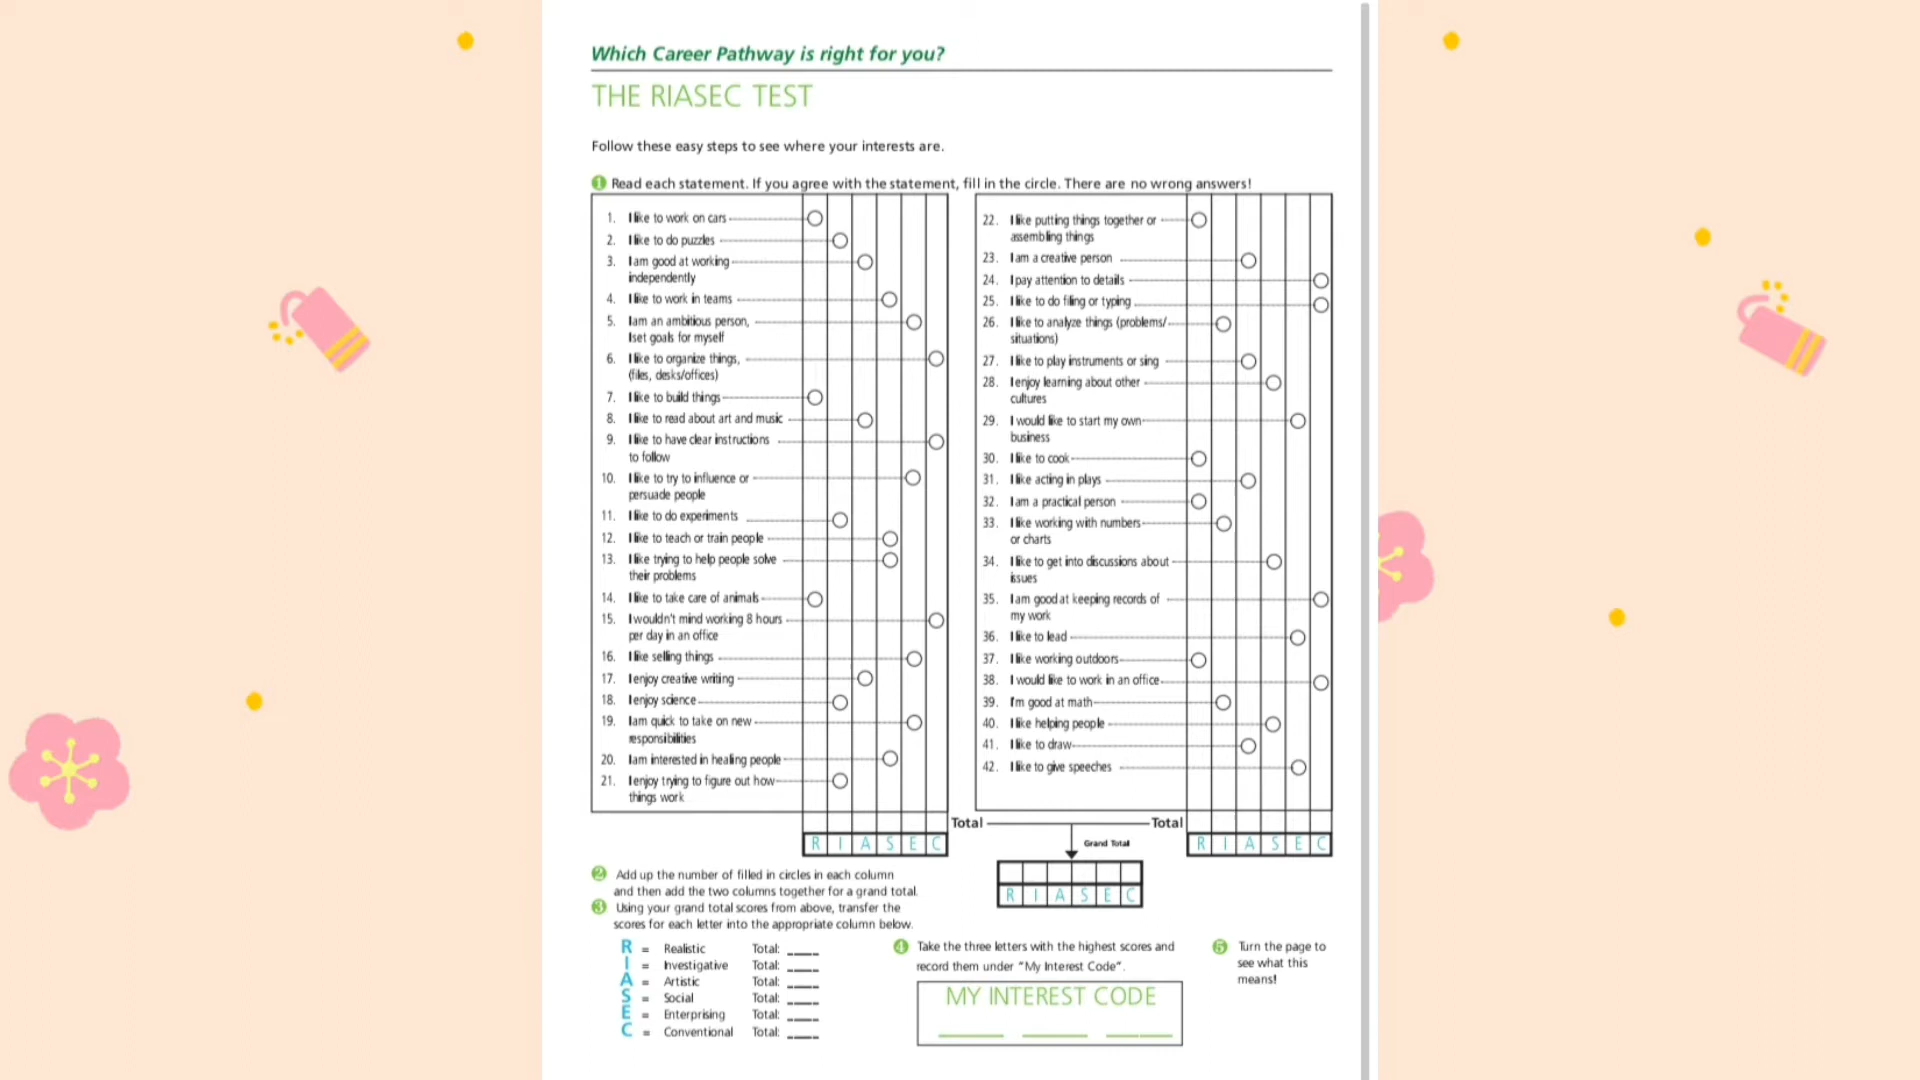 Which Career Pathway is right for you?
THE RIASEC TEST
Follow these easy steps to see where your interests are.
1 Read each statement. If you agree with the statement, fill in the circle. There are no wrong answers!
1. I like to work on cars
2. I like to do puzzles
3. I am good at working
independently
4. I like to work in teams
5. I am an ambitious person,
I set goals for myself
6. I like to organize things,
(files, desks/offices)
7. I like to build things
8. I like to read about art and music
9. I like to have clear instructions
to follow
10. I like to try to influence or
persuade people
11. I like to do experiments
12. I like to teach or train people
13. I like trying to help people solve
their problems
14. I like to take care of animals
15. I wouldn't mind working 8 hours
per day in an office
16. I like selling things
17. I enjoy creative writing
18. I enjoy science
19. I am quick to take on new
responsibilities
20. I am interested in healing people
21. I enjoy trying to figure out how
things work
22. I like putting things together or
assembling things
23. I am a creative person
24. I pay attention to details
25. I like to do filing or typing
26. I like to analyze things (problems/
situations)
27. I like to play instruments or sing
28. I enjoy learning about other
cultures
29. I would like to start my own
business
30. I like to cook
31. I like acting in plays
32. I am a practical person
33. I like working with numbers
or charts
34. I like to get into discussions about
issues
35. I am good at keeping records of
my work
36. I like to lead
37. I like working outdoors
38. I would like to work in an office
39. I'm good at math
40. I like helping people
41. I like to draw
42. I like to give speeches
Total Total
R I A S E C
Grand Total
R I A S E C
R I A S E C
2 Add up the number of filled in circles in each column
and then add the two columns together for a grand total.
3 Using your grand total scores from above, transfer the
scores for each letter into the appropriate column below.
R = Realistic Total: ____
I = Investigative Total: ____
A = Artistic Total: ____
S = Social Total: ____
E = Enterprising Total: ____
C = Conventional Total: ____
4 Take the three letters with the highest scores and
record them under “My Interest Code”.
MY INTEREST CODE
5 Turn the page to
see what this
means!